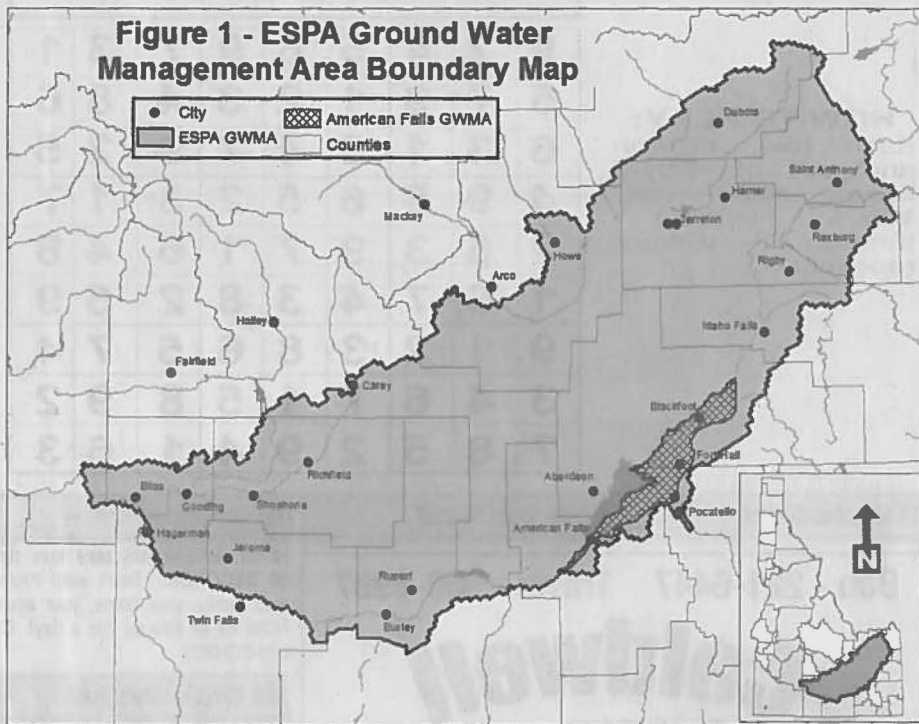 Figure 1 - ESPA Ground Water
Management Area Boundary Map
City
American Falls GWMA
ESPA GWMA
Counties
Dubois
Saint Anthony
Hamer
Mackay
Terreton
Rexburg
Howe
Rigby
Arco
Hailey
Idaho Falls
Fairfield
Carey
Blackfoot
Richfield
Fort Hall
Aberdeen
Bliss
Gooding
Shoshone
Pocatello
American Falls
Hagerman
Jerome
Rupert
Twin Falls
Burley
N